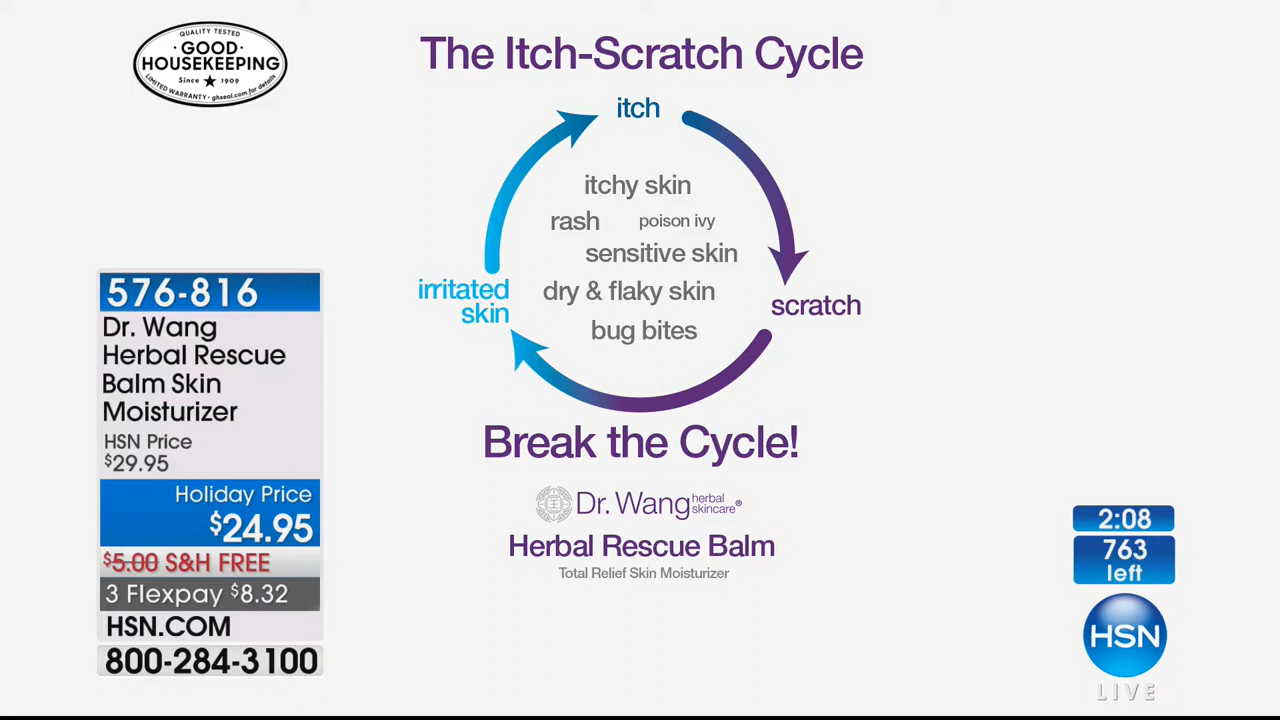 QUALITY TESTED
·GOOD·
HOUSEKEEPING
Since ★ 1909
LIMITED WARRANTY · ghseal.com for details
The Itch-Scratch Cycle
itch
itchy skin
rash poison ivy
sensitive skin
irritated
skin
dry & flaky skin
scratch
bug bites
Break the Cycle!
Dr. Wang herbal skincare®
Herbal Rescue Balm
Total Relief Skin Moisturizer
576-816
Dr. Wang
Herbal Rescue
Balm Skin
Moisturizer
HSN Price
$29.95
Holiday Price
$24.95
$5.00 S&H FREE
3 Flexpay $8.32
HSN.COM
800-284-3100
2:08
763
left
HSN
LIVE